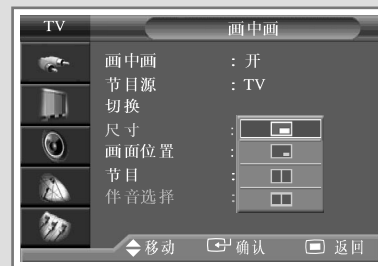 TV 画中画
画中画 : 开
节目源 : TV
切换
尺寸 :
画面位置 :
节目 :
伴音选择 :
移动 确认 返回